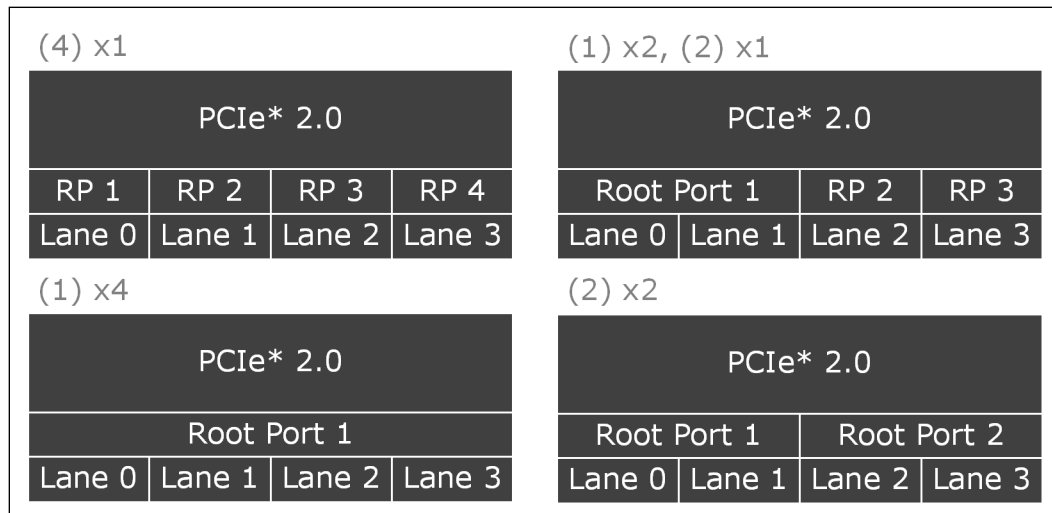 (4) x1
PCIe* 2.0
RP 1 RP 2 RP 3 RP 4
Lane 0 Lane 1 Lane 2 Lane 3
(1) x2, (2) x1
PCIe* 2.0
Root Port 1 RP 2 RP 3
Lane 0 Lane 1 Lane 2 Lane 3
(1) x4
PCIe* 2.0
Root Port 1
Lane 0 Lane 1 Lane 2 Lane 3
(2) x2
PCIe* 2.0
Root Port 1 Root Port 2
Lane 0 Lane 1 Lane 2 Lane 3